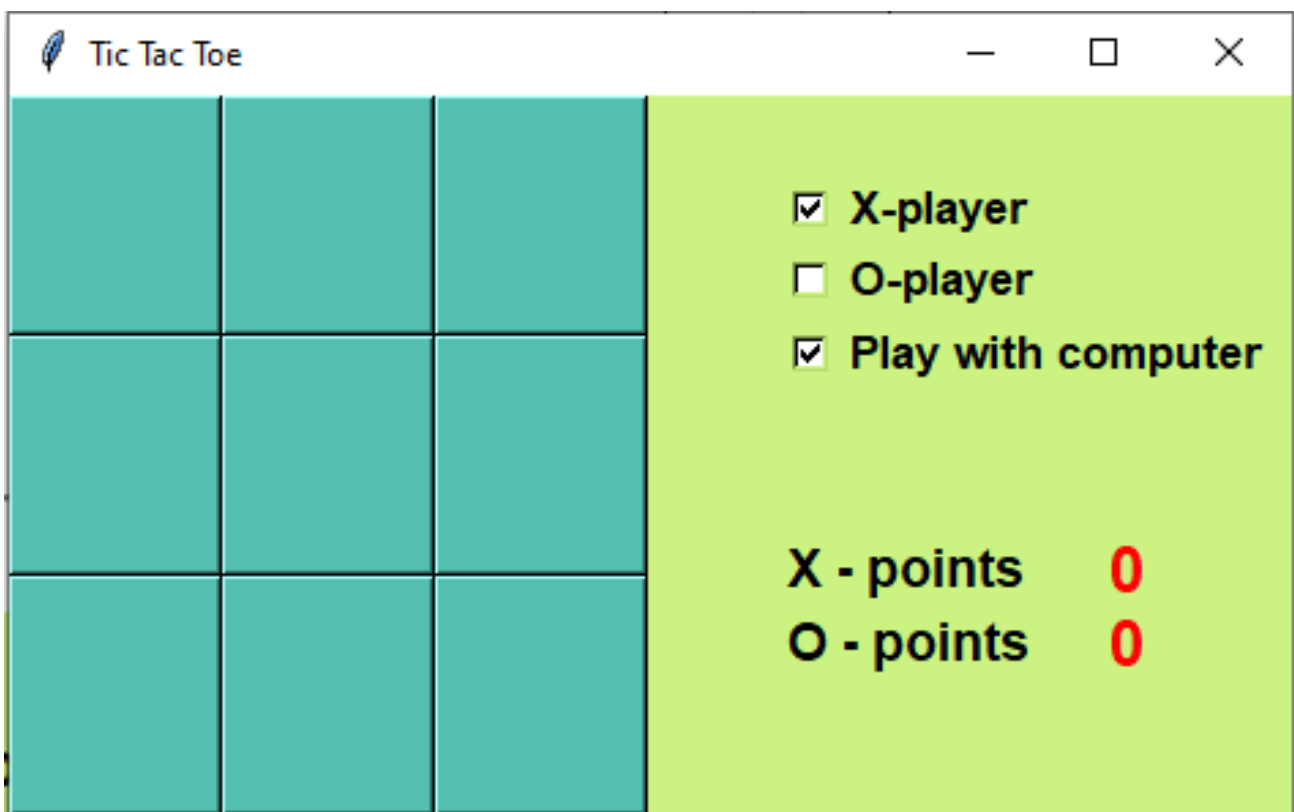 Tic Tac Toe
X-player
O-player
Play with computer
X - points 0
O - points 0